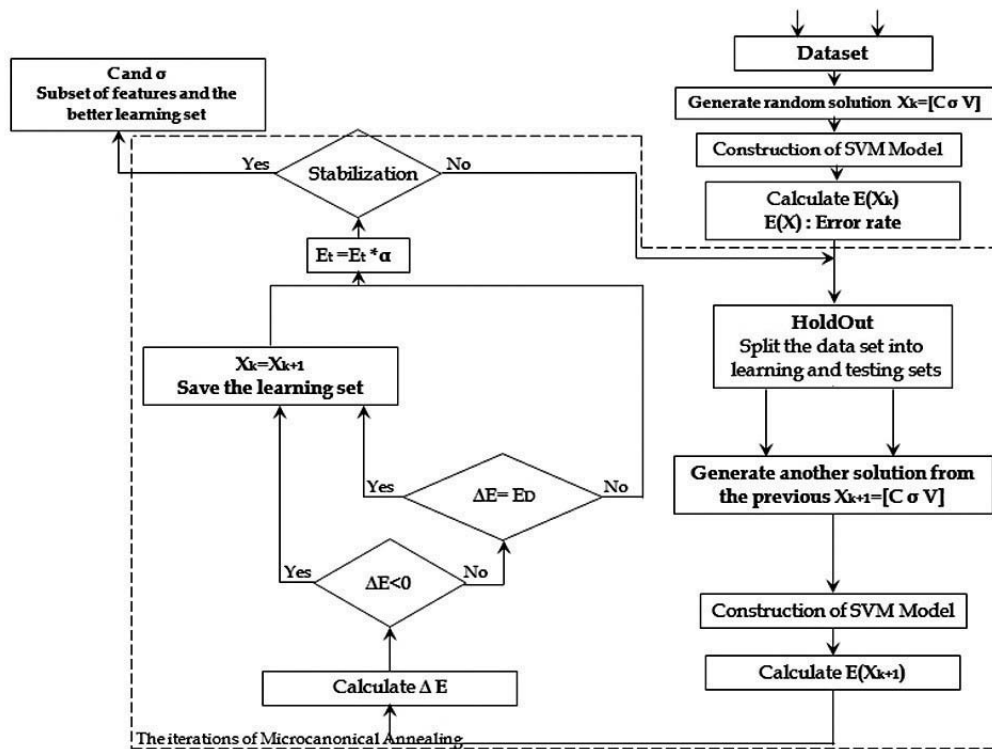 Dataset
Generate random solution Xk=[C σ V]
Construction of SVM Model
Calculate E(Xk)
E(X) : Error rate
HoldOut
Split the data set into
learning and testing sets
Generate another solution from
the previous Xk+1=[C σ V]
Construction of SVM Model
Calculate E(Xk+1)
Calculate Δ E
ΔE<0
Yes
No
ΔE= ED
Yes
No
Xk=Xk+1
Save the learning set
Et =Et *α
Stabilization
Yes
No
Cand σ
Subset of features and the
better learning set
The iterations of Microcanonical Annealing